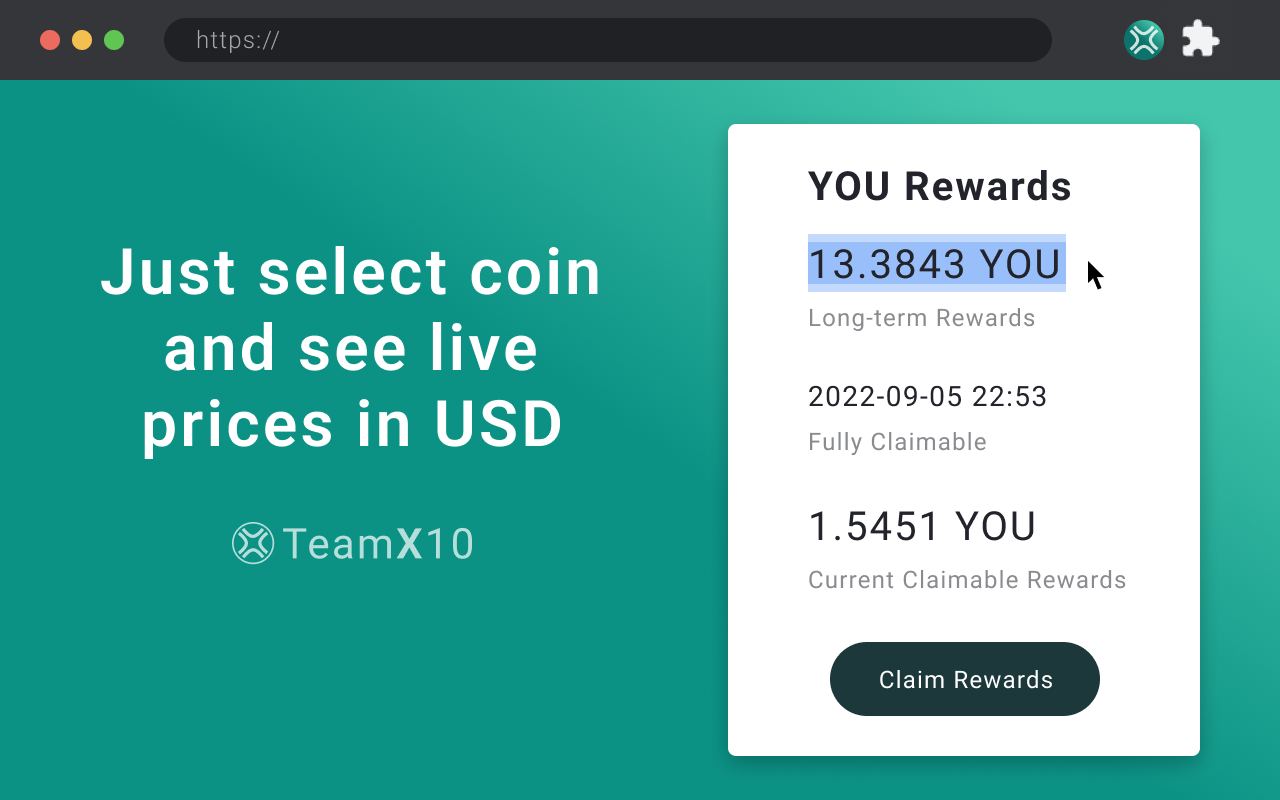 https://
Just select coin
and see live
prices in USD
TeamX10
YOU Rewards
13.3843 YOU
Long-term Rewards
2022-09-05 22:53
Fully Claimable
1.5451 YOU
Current Claimable Rewards
Claim Rewards